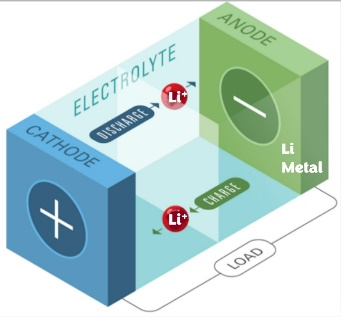 ANODE
ELECTROLYTE
Li+
DISCHARGE
CATHODE
Li
Metal
CHARGE
Li+
LOAD